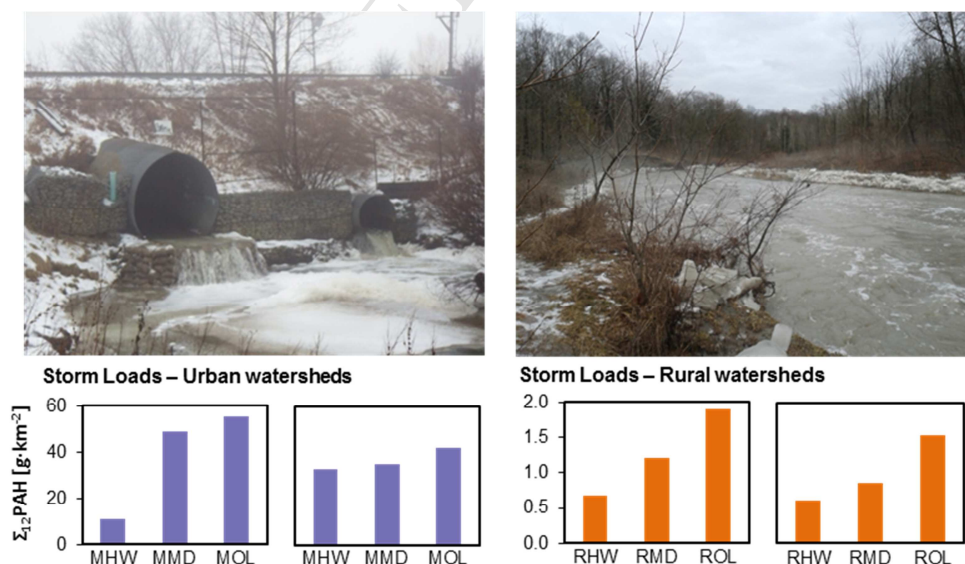 Storm Loads – Urban watersheds
Storm Loads – Rural watersheds
Σ12PAH [g·km-2]
60
40
20
0
MHW MMD MOL
MHW MMD MOL
2.0
1.5
1.0
0.5
0.0
RHW RMD ROL
RHW RMD ROL